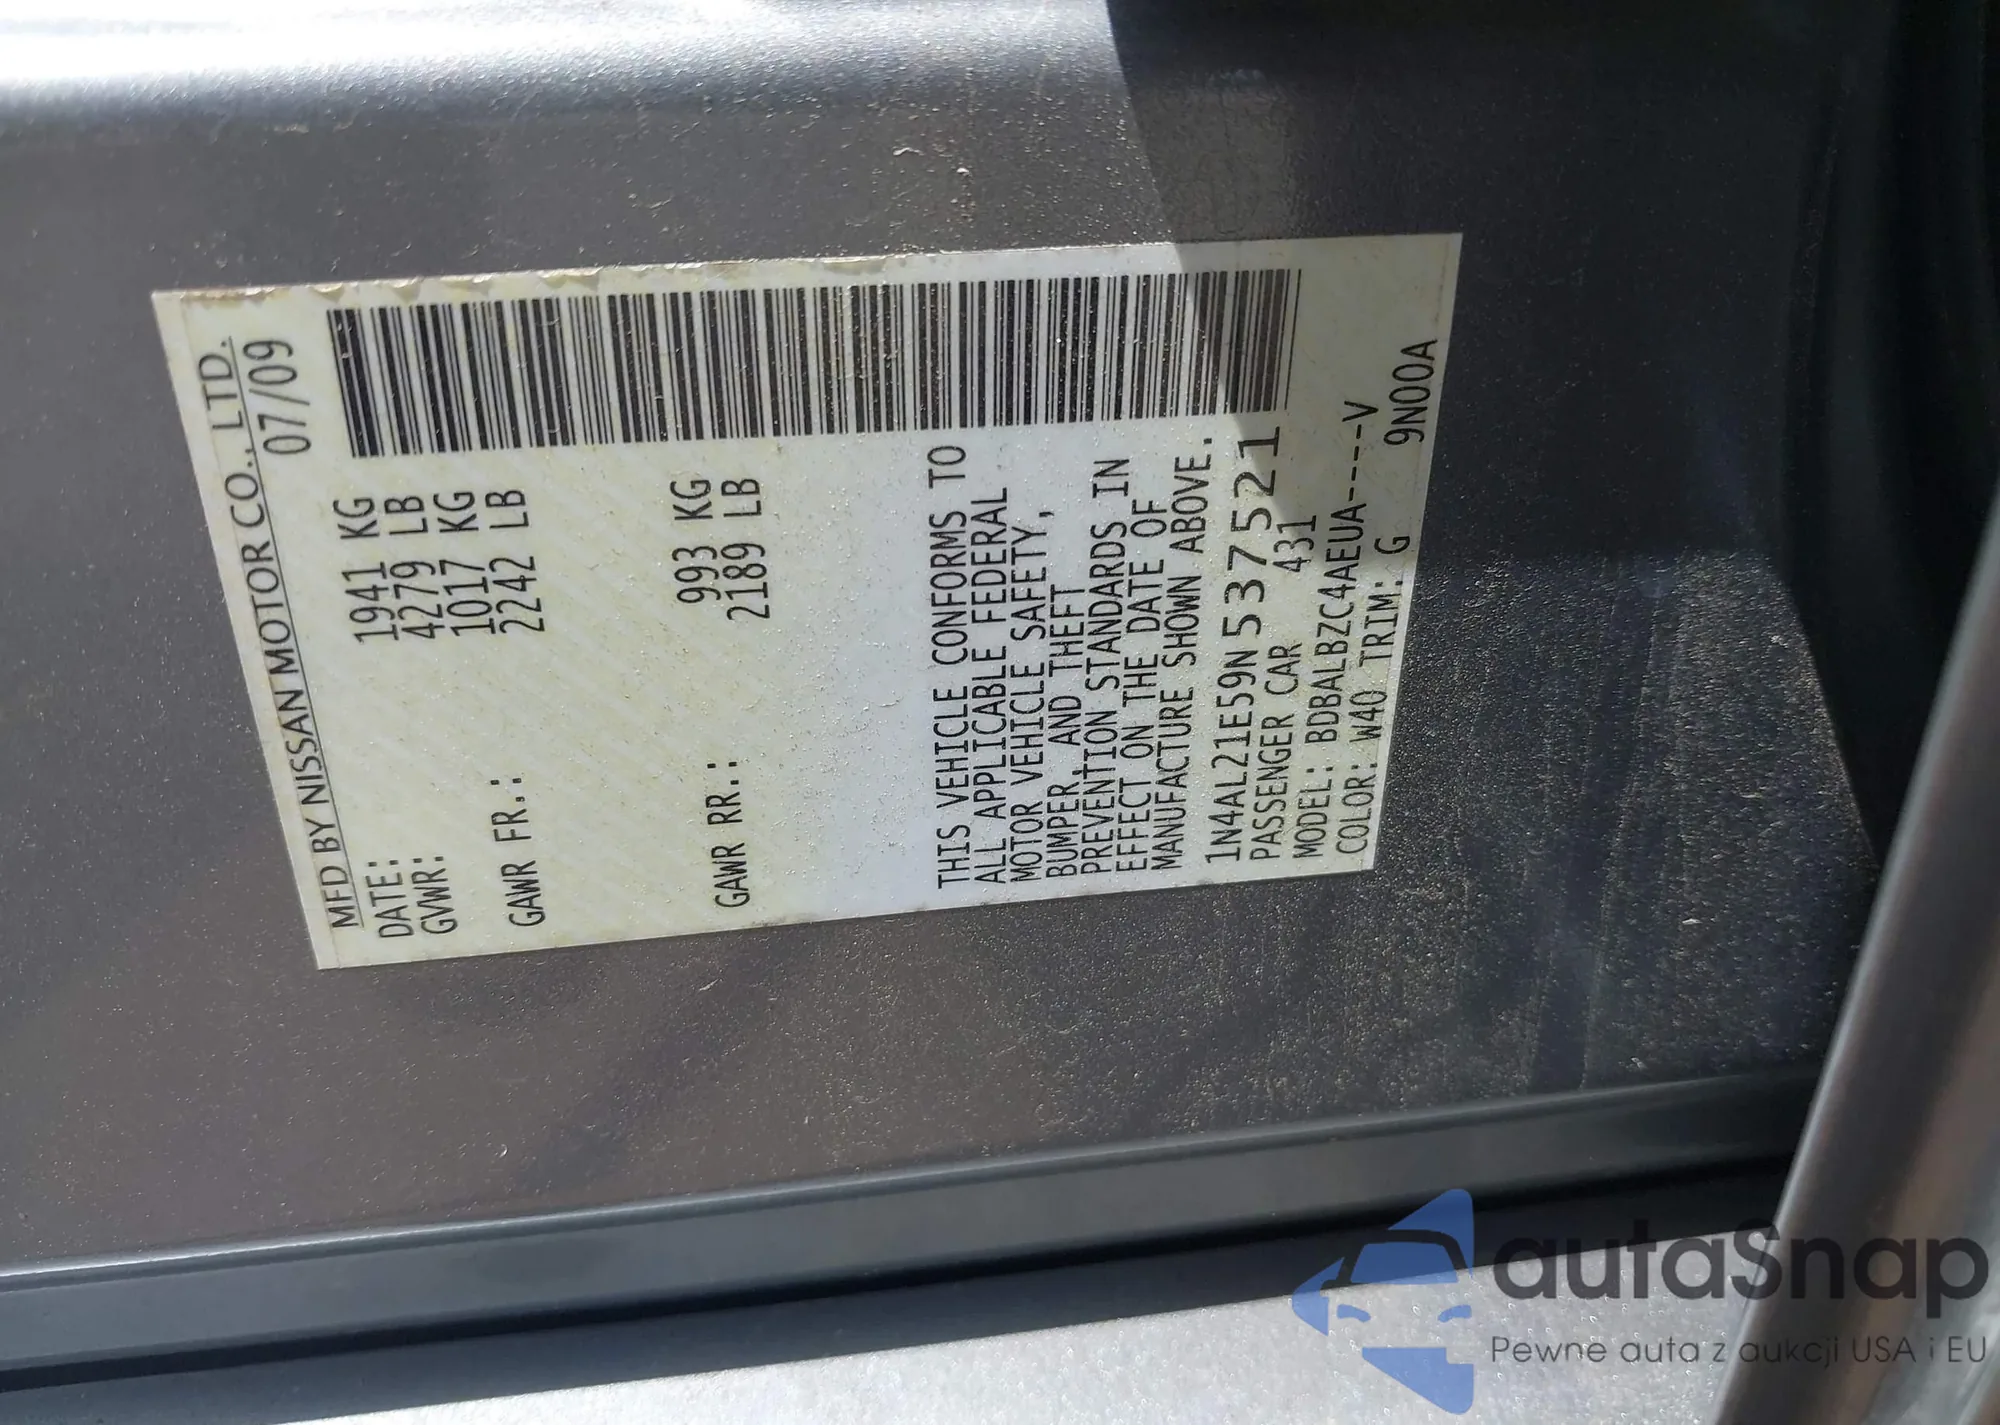 MFD BY NISSAN MOTOR CO., LTD.
DATE: 07/09
GVWR: 1941 KG
4279 LB
GAWR FR.: 1017 KG
2242 LB
GAWR RR.: 993 KG
2189 LB
THIS VEHICLE CONFORMS TO
ALL APPLICABLE FEDERAL
MOTOR VEHICLE SAFETY,
BUMPER, AND THEFT
PREVENTION STANDARDS IN
EFFECT ON THE DATE OF
MANUFACTURE SHOWN ABOVE.
1N4AL21E59N537521
PASSENGER CAR 431
MODEL: BDBALBZC4AEUA----V
COLOR: W40 TRIM: G 9N00A
autaSnap
Pewne auta z aukcji USA i EU